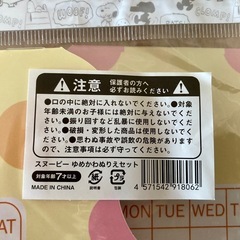 注意
保護者の方へ
必ずお読みください
●口の中に絶対に入れないでください。●対象
年齢未満のお子様には絶対に与えないでくださ
い。●振り回すなど乱暴に使用しないでください。
●破損・変形した商品は使用しないでくださ
い。●思わぬ事故や誤飲の危険がありますの
で、注意事項は必ず守ってください。
スヌーピー ゆめかわぬりえセット
対象年齢7才以上
MADE IN CHINA
紙
説明書
袋
4 571542 918062
MON TUE WED T
AT